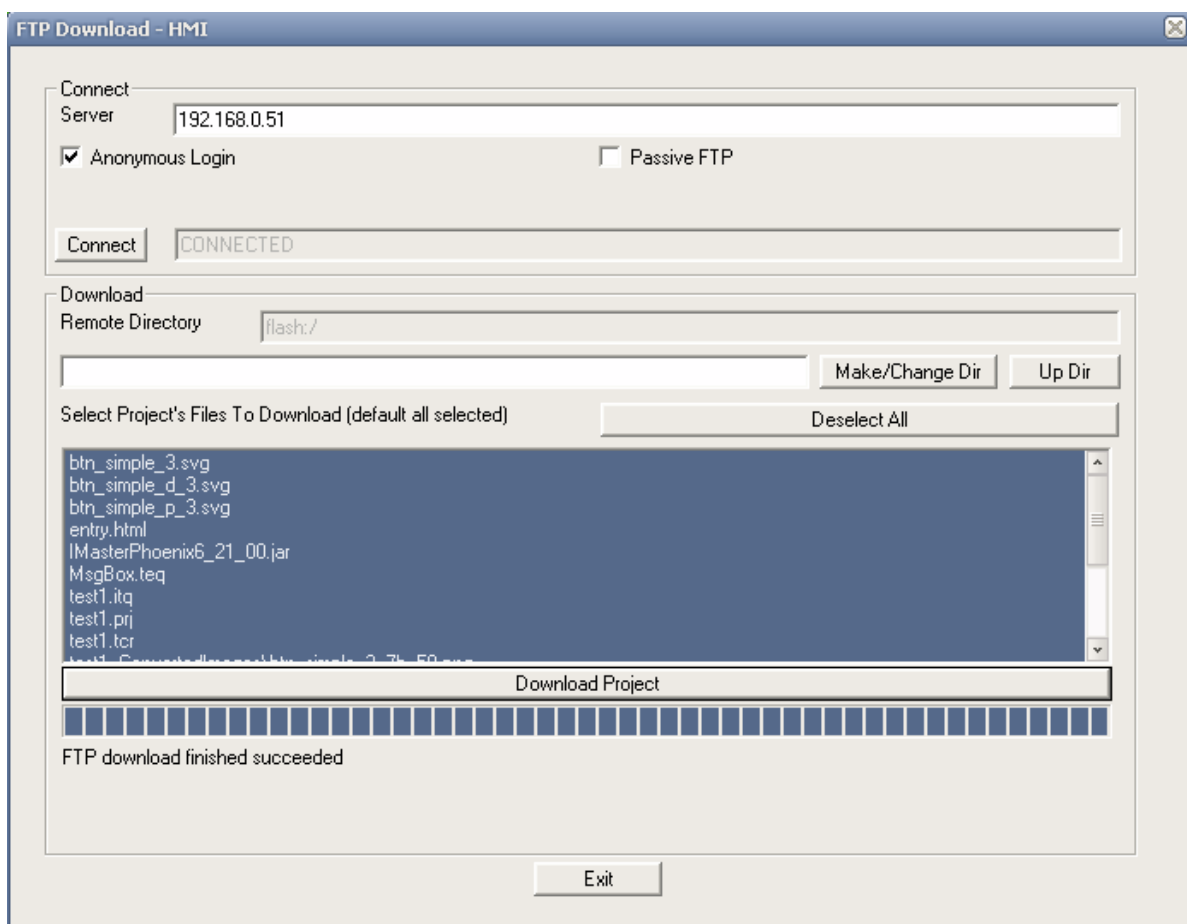 FTP Download - HMI
Connect
Server 192.168.0.51
Anonymous Login Passive FTP
Connect CONNECTED
Download
Remote Directory flash:/
Make/Change Dir Up Dir
Select Project's Files To Download (default all selected) Deselect All
btn_simple_3.svg
btn_simple_d_3.svg
btn_simple_p_3.svg
entry.html
IMasterPhoenix6_21_00.jar
MsgBox.teq
test1.itq
test1.prj
test1.tcr
Download Project
FTP download finished succeeded
Exit